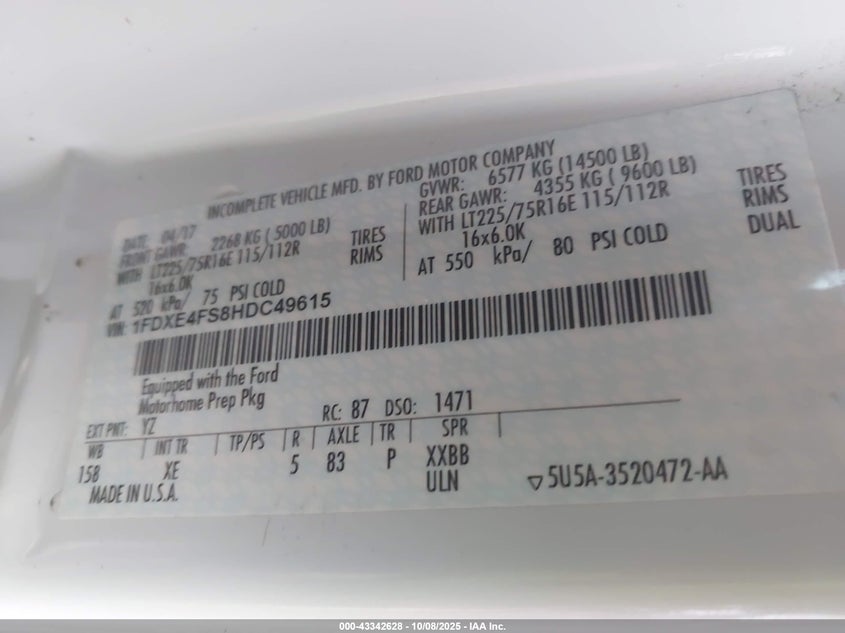 INCOMPLETE VEHICLE MFD. BY FORD MOTOR COMPANY
DATE: 04/17
FRONT GAWR: 2268 KG ( 5000 LB)
WITH LT225/75R16E 115/112R TIRES
16x6.0K RIMS
AT 520 kPa/ 75 PSI COLD
GVWR: 6577 KG (14500 LB)
REAR GAWR: 4355 KG ( 9600 LB)
WITH LT225/75R16E 115/112R TIRES
16x6.0K RIMS
AT 550 kPa/ 80 PSI COLD DUAL
VIN: 1FDXE4FS8HDC49615
Equipped with the Ford
Motorhome Prep Pkg
EXT PNT: YZ RC: 87 DSO: 1471
WB INT TR TP/PS R AXLE TR SPR
158 XE 5 83 P XXBB
ULN
MADE IN U.S.A. ▽5U5A-3520472-AA
000-43342628 - 10/08/2025 - IAA Inc.